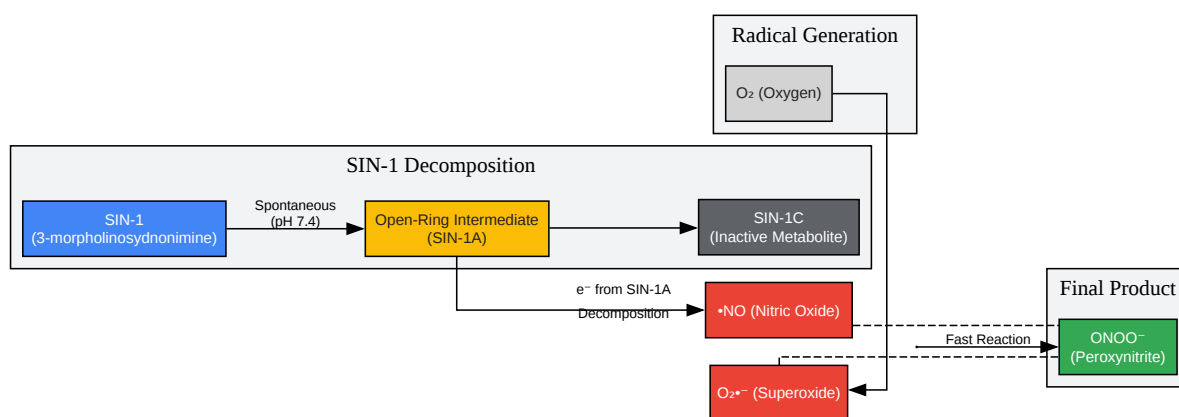 Radical Generation
O₂ (Oxygen)
SIN-1 Decomposition
SIN-1
(3-morpholinosydnonimine)
Spontaneous
(pH 7.4)
Open-Ring Intermediate
(SIN-1A)
SIN-1C
(Inactive Metabolite)
e⁻ from SIN-1A
Decomposition
•NO (Nitric Oxide)
O₂•⁻ (Superoxide)
Fast Reaction
Final Product
ONOO⁻
(Peroxynitrite)